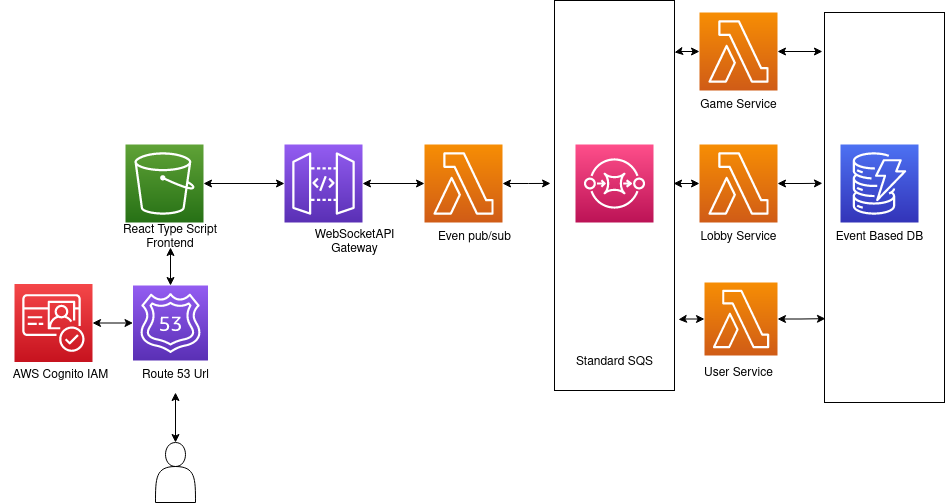 Game Service
React Type Script
Frontend
WebSocketAPI
Gateway
Even pub/sub
Lobby Service
Event Based DB
</>
53
AWS Cognito IAM
Route 53 Url
Standard SQS
User Service